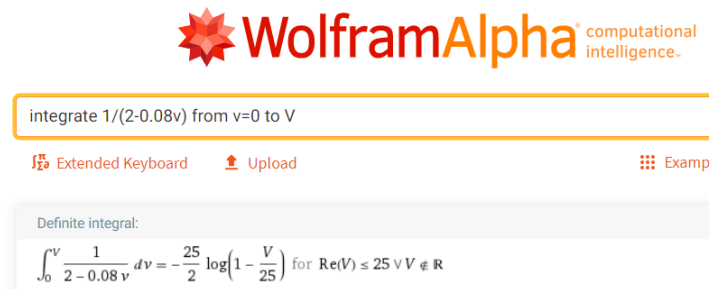 WolframAlpha computational intelligence™
integrate 1/(2-0.08v) from v=0 to V
∫π Σ∂ Extended Keyboard Upload Examp
Definite integral:
∫₀^V 1/(2 − 0.08 v) dv = −25/2 log(1 − V/25) for Re(V) ≤ 25 ∨ V ∉ ℝ